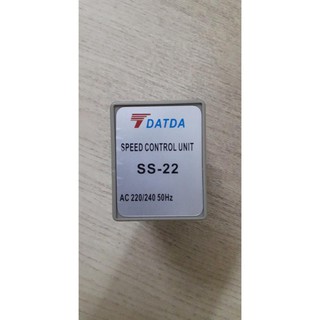 DATDA
SPEED CONTROL UNIT
SS-22
AC 220/240 50Hz